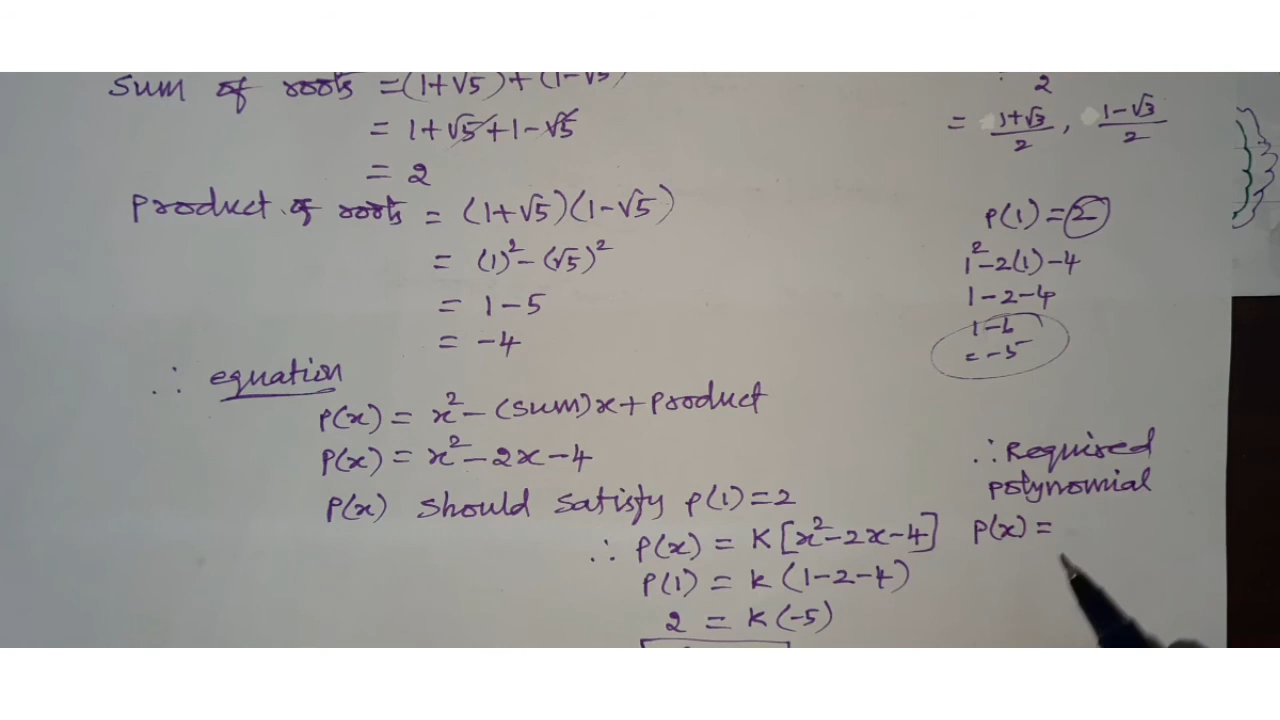 Sum of roots = (1+√5) + (1-√5)
= 1+√5+1-√5
= 2
Product of roots = (1+√5)(1-√5)
= (1)² - (√5)²
= 1-5
= -4
∴ equation
P(x) = x² - (sum)x + product
P(x) = x² - 2x - 4
P(x) should satisfy P(1) = 2
∴ P(x) = K[x² - 2x - 4]
P(1) = K(1-2-4)
2 = K(-5)
2
= 1+√3/2, 1-√3/2
P(1) = 2
1² - 2(1) - 4
1-2-4
1-6
= -5
∴ Required
polynomial
P(x) =